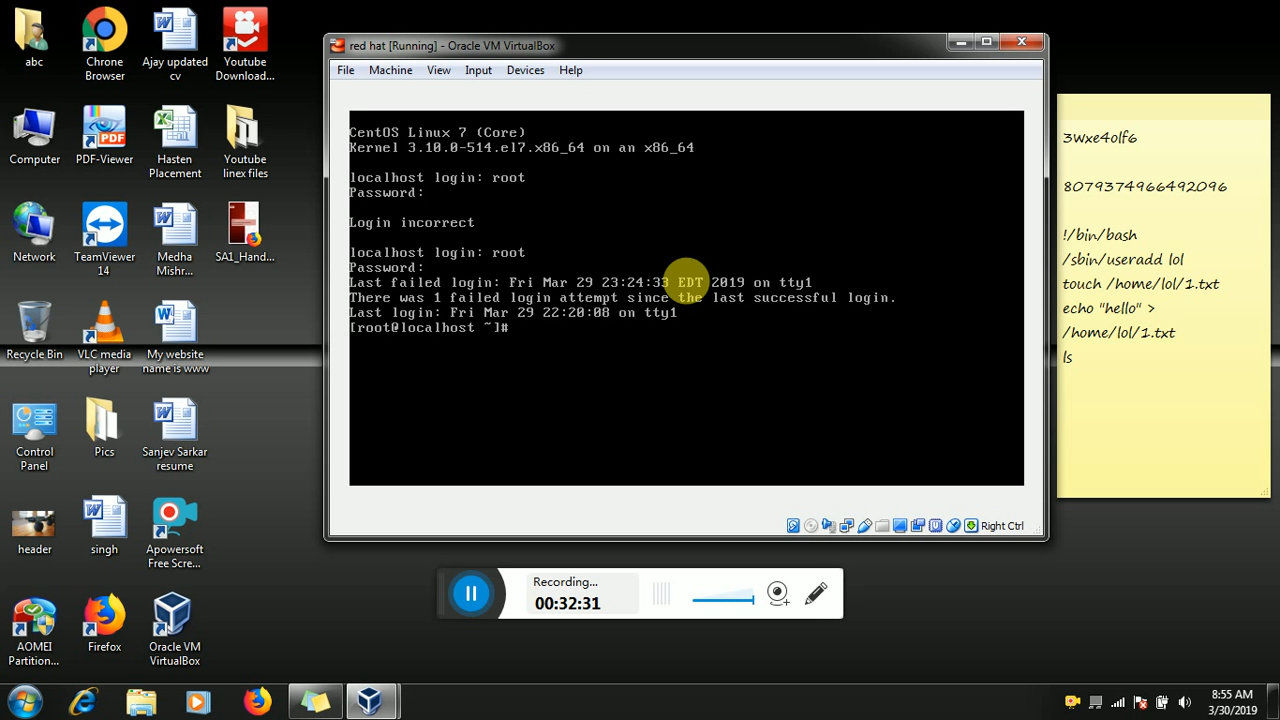 abc
Chrome
Browser
Ajay updated
cv
Youtube
Download...
Computer
PDF-Viewer
Hasten
Placement
Youtube
linex files
Network
TeamViewer
14
Medha
Mishr...
SA1_Hand...
Recycle Bin
VLC media
player
My website
name is www
Control
Panel
Pics
Sanjev Sarkar
resume
header
singh
Apowersoft
Free Scre...
AOMEI
Partition...
Firefox
Oracle VM
VirtualBox
red hat [Running] - Oracle VM VirtualBox
File Machine View Input Devices Help
CentOS Linux 7 (Core)
Kernel 3.10.0-514.el7.x86_64 on an x86_64
localhost login: root
Password:
Login incorrect
localhost login: root
Password:
Last failed login: Fri Mar 29 23:24:33 EDT 2019 on tty1
There was 1 failed login attempt since the last successful login.
Last login: Fri Mar 29 22:20:08 on tty1
[root@localhost ~]#
Right Ctrl
3Wxe4olf6
8079374966492096
!/bin/bash
/sbin/useradd lol
touch /home/lol/1.txt
echo "hello" >
/home/lol/1.txt
ls
Recording...
00:32:31
8:55 AM
3/30/2019